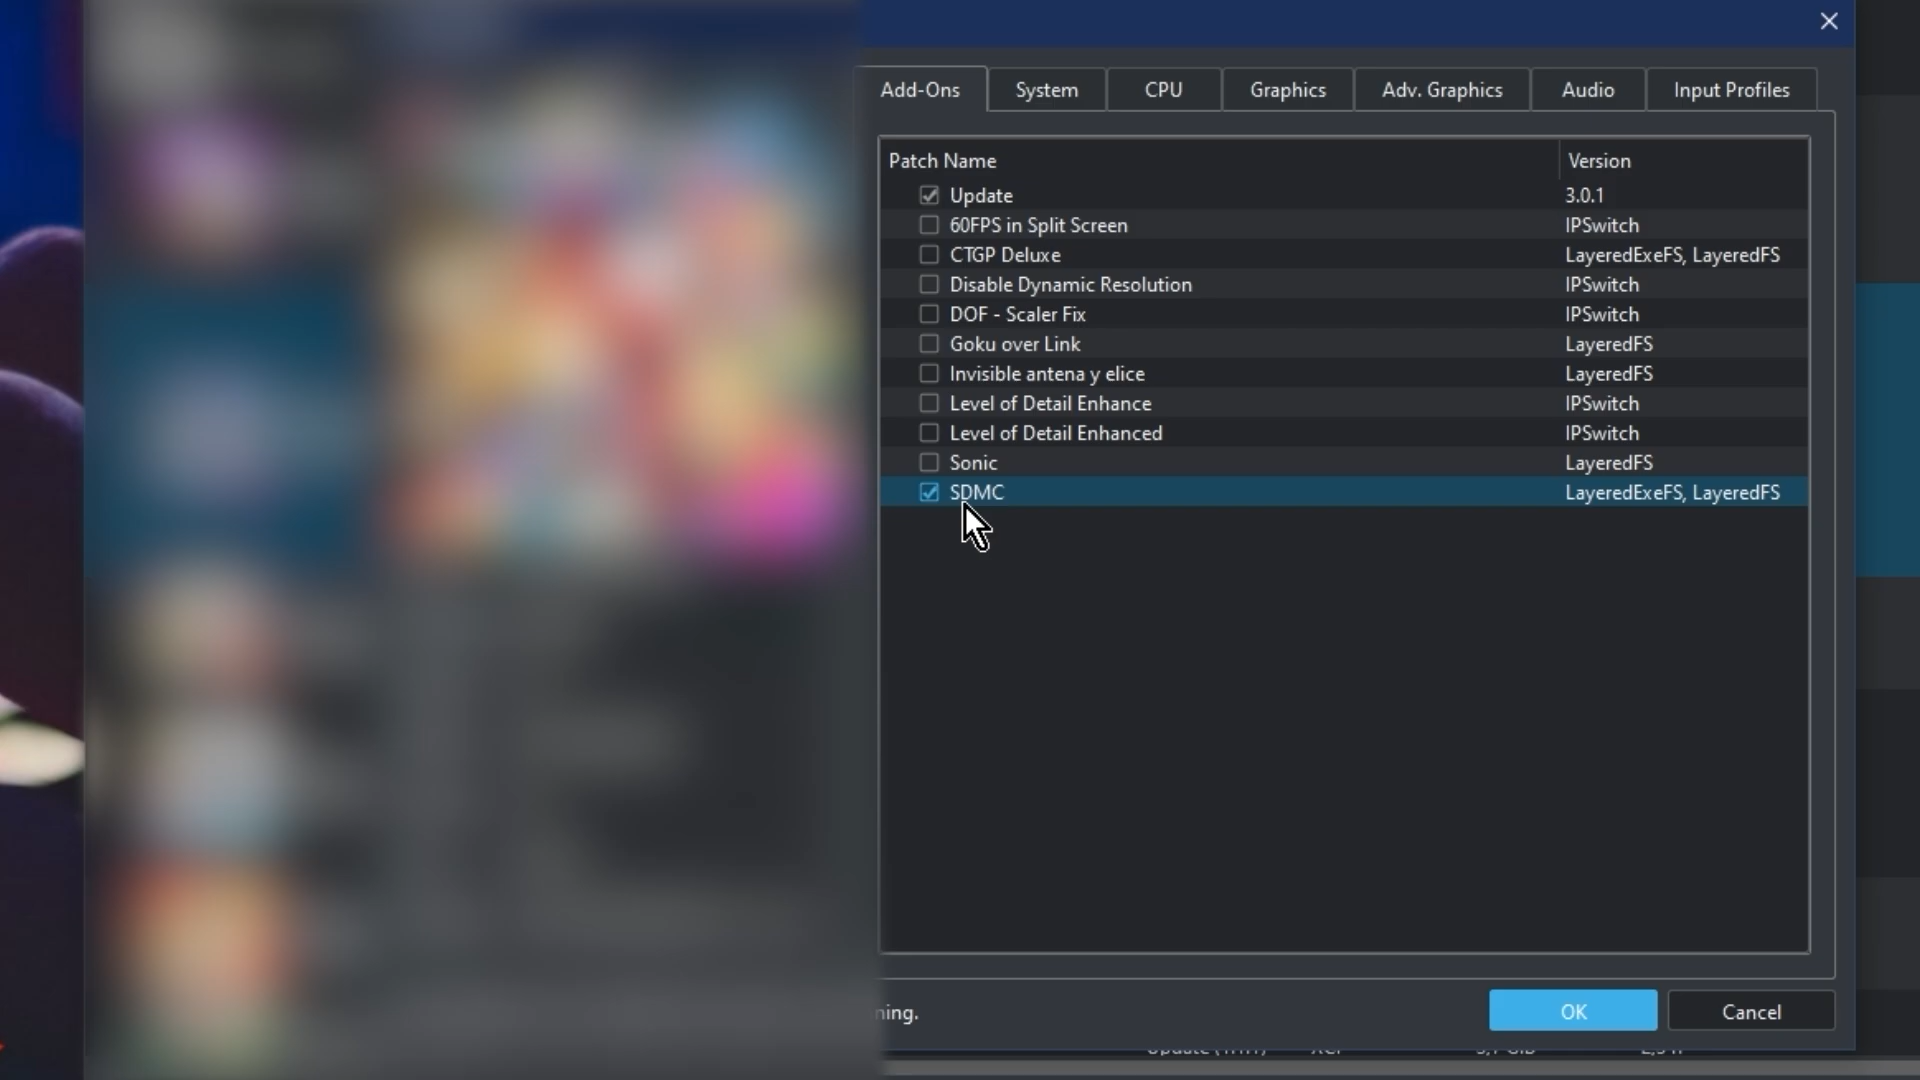 Add-Ons System CPU Graphics Adv. Graphics Audio Input Profiles
Patch Name Version
Update 3.0.1
60FPS in Split Screen IPSwitch
CTGP Deluxe LayeredExeFS, LayeredFS
Disable Dynamic Resolution IPSwitch
DOF - Scaler Fix IPSwitch
Goku over Link LayeredFS
Invisible antena y elice LayeredFS
Level of Detail Enhance IPSwitch
Level of Detail Enhanced IPSwitch
Sonic LayeredFS
SDMC LayeredExeFS, LayeredFS
ning. OK Cancel